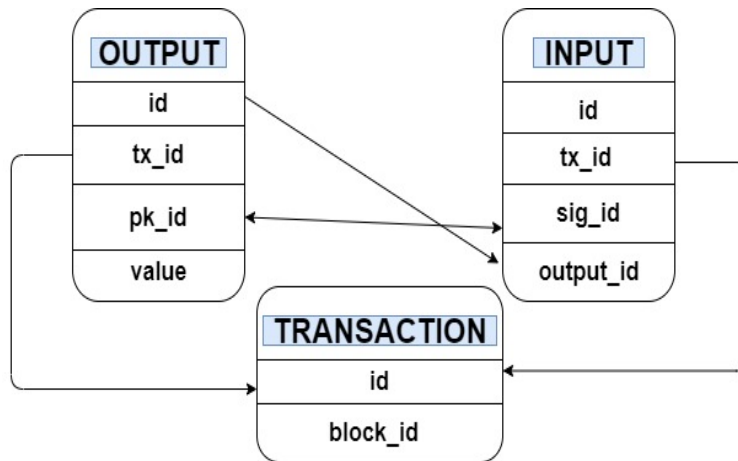 OUTPUT
id
tx_id
pk_id
value
INPUT
id
tx_id
sig_id
output_id
TRANSACTION
id
block_id